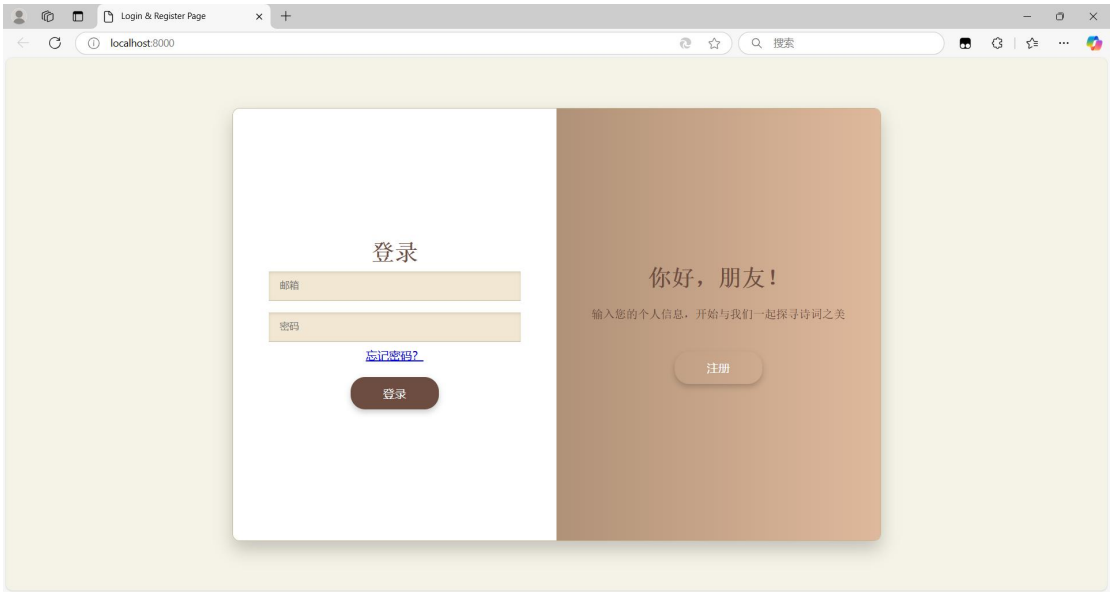 Login & Register Page
localhost:8000
搜索
登录
邮箱
密码
忘记密码？
登录
你好，朋友！
输入您的个人信息，开始与我们一起探寻诗词之美
注册